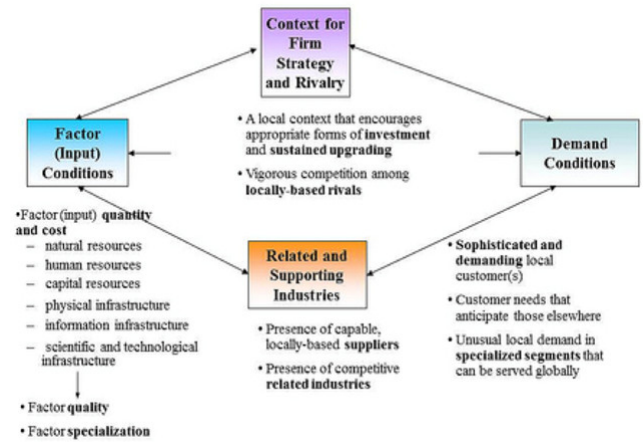 Context for
Firm
Strategy
and Rivalry
• A local context that encourages
appropriate forms of investment
and sustained upgrading
• Vigorous competition among
locally-based rivals
Factor
(Input)
Conditions
Demand
Conditions
•Factor (input) quantity
and cost
– natural resources
– human resources
– capital resources
– physical infrastructure
– information infrastructure
– scientific and technological
infrastructure
• Factor quality
• Factor specialization
Related and
Supporting
Industries
• Presence of capable,
locally-based suppliers
• Presence of competitive
related industries
• Sophisticated and
demanding local
customer(s)
• Customer needs that
anticipate those elsewhere
• Unusual local demand in
specialized segments that
can be served globally